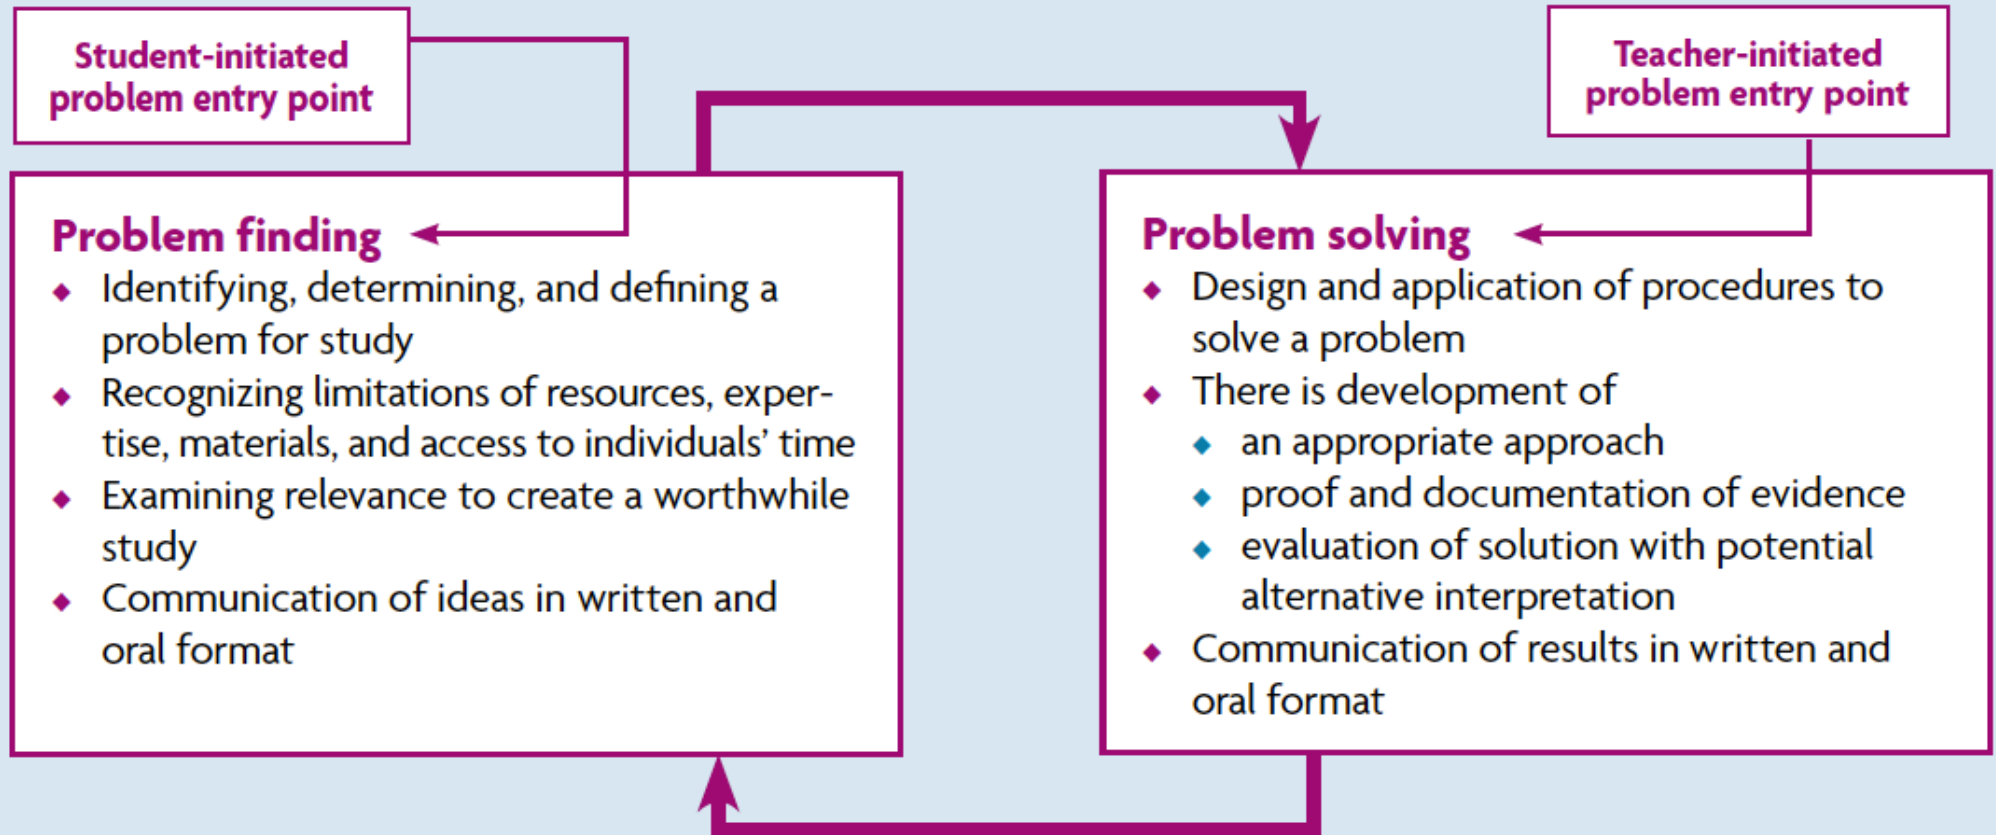 Student-initiated
problem entry point
Teacher-initiated
problem entry point
Problem finding
◆ Identifying, determining, and defining a
problem for study
◆ Recognizing limitations of resources, exper-
tise, materials, and access to individuals’ time
◆ Examining relevance to create a worthwhile
study
◆ Communication of ideas in written and
oral format
Problem solving
◆ Design and application of procedures to
solve a problem
◆ There is development of
◆ an appropriate approach
◆ proof and documentation of evidence
◆ evaluation of solution with potential
alternative interpretation
◆ Communication of results in written and
oral format